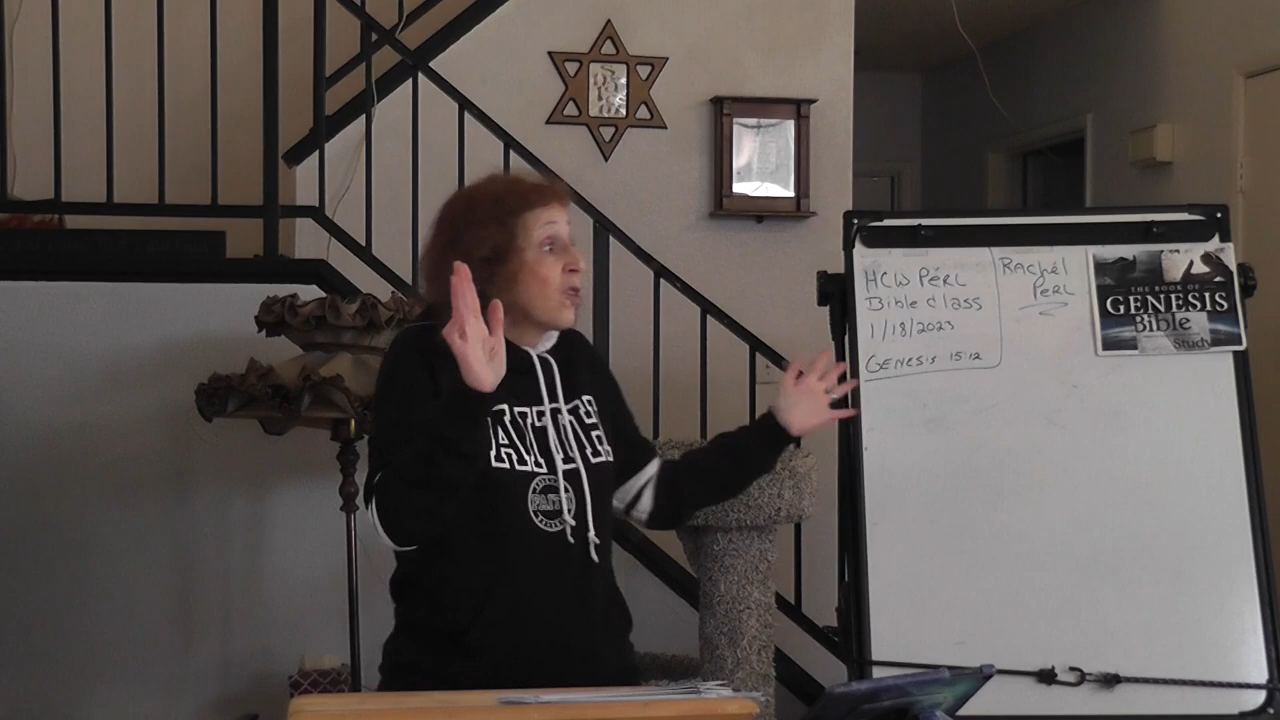 HCW Perl
Bible Class
1/18/2023
Genesis 15:12
Rachel
Perl
THE BOOK OF
GENESIS
Bible
Study
AITH
FAITH